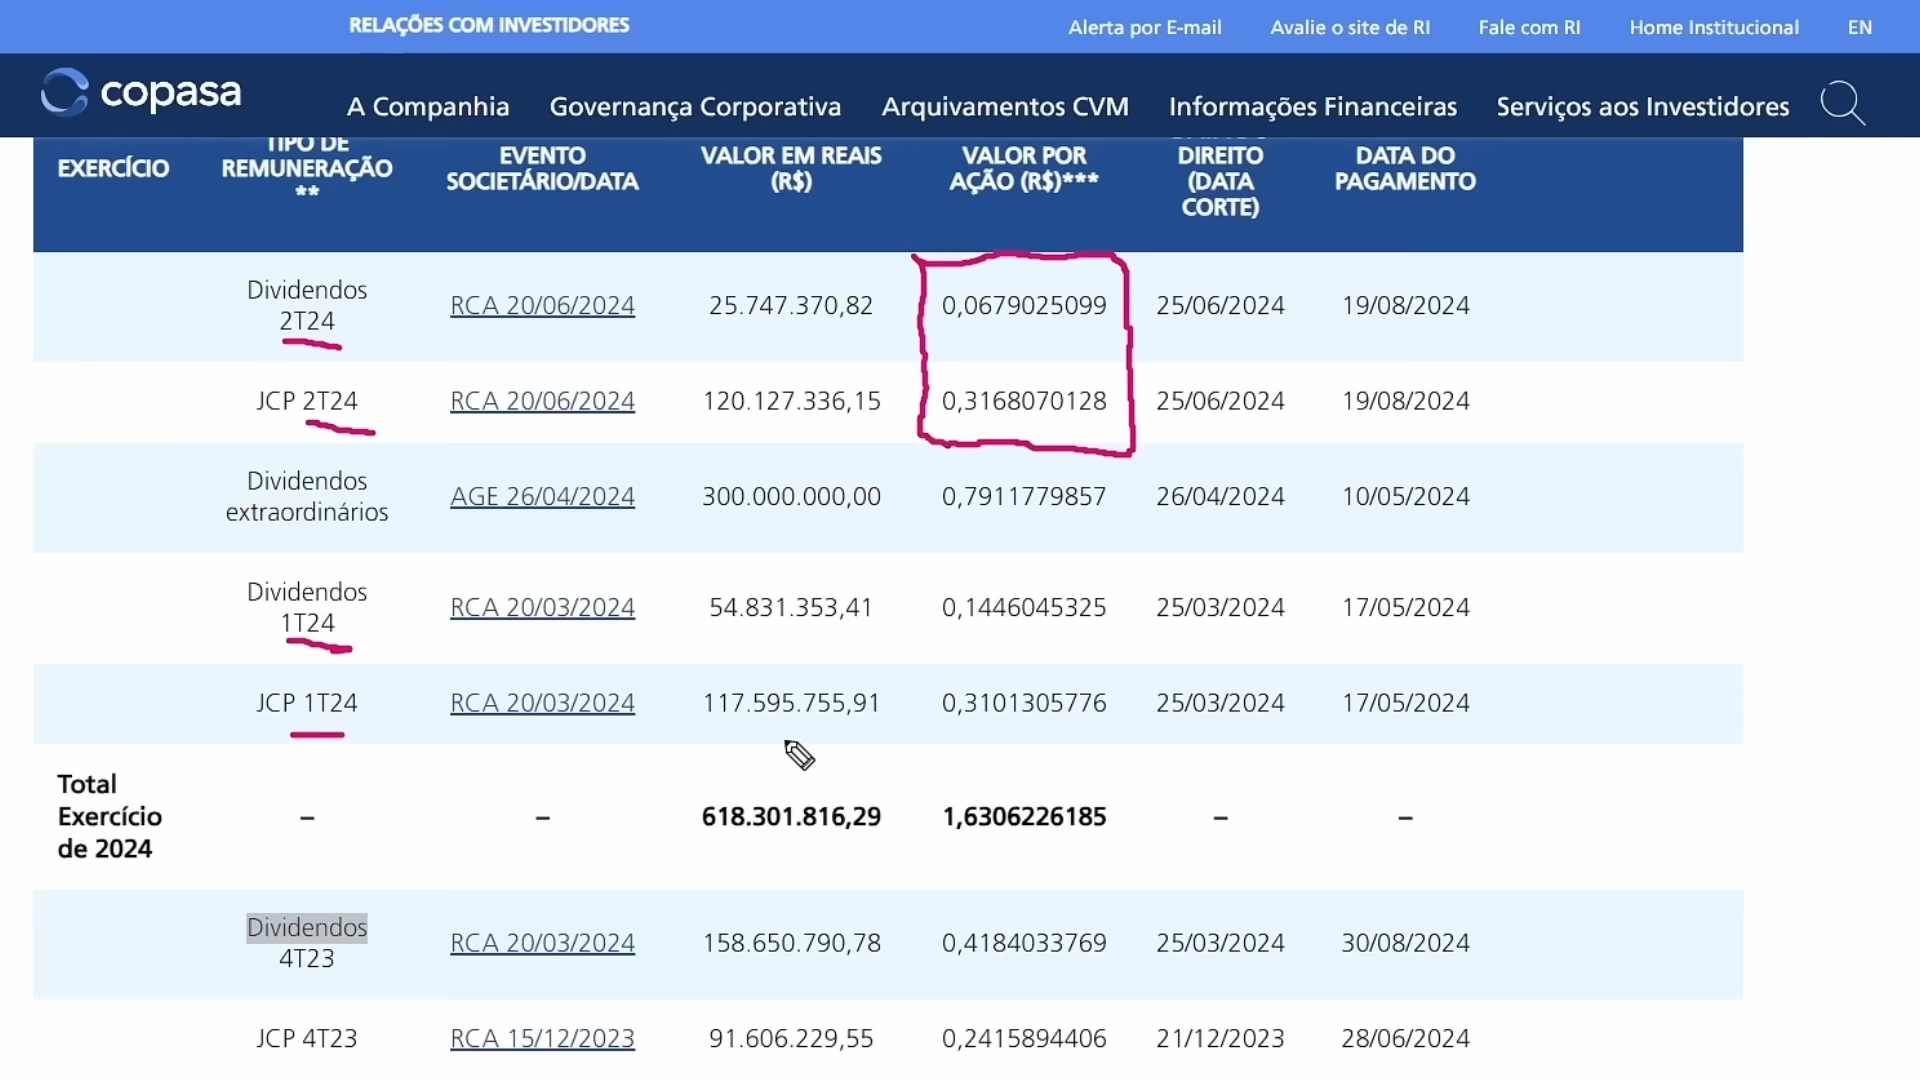 RELAÇÕES COM INVESTIDORES
Alerta por E-mail
Avalie o site de RI
Fale com RI
Home Institucional
EN
copasa
A Companhia
Governança Corporativa
Arquivamentos CVM
Informações Financeiras
Serviços aos Investidores
EXERCÍCIO
TIPO DE
REMUNERAÇÃO
**
EVENTO
SOCIETÁRIO/DATA
VALOR EM REAIS
(R$)
VALOR POR
AÇÃO (R$)***
DIREITO
(DATA
CORTE)
DATA DO
PAGAMENTO
Dividendos
2T24
RCA 20/06/2024
25.747.370,82
0,0679025099
25/06/2024
19/08/2024
JCP 2T24
RCA 20/06/2024
120.127.336,15
0,3168070128
25/06/2024
19/08/2024
Dividendos
extraordinários
AGE 26/04/2024
300.000.000,00
0,7911779857
26/04/2024
10/05/2024
Dividendos
1T24
RCA 20/03/2024
54.831.353,41
0,1446045325
25/03/2024
17/05/2024
JCP 1T24
RCA 20/03/2024
117.595.755,91
0,3101305776
25/03/2024
17/05/2024
Total
Exercício
de 2024
–
–
618.301.816,29
1,6306226185
–
–
Dividendos
4T23
RCA 20/03/2024
158.650.790,78
0,4184033769
25/03/2024
30/08/2024
JCP 4T23
RCA 15/12/2023
91.606.229,55
0,2415894406
21/12/2023
28/06/2024